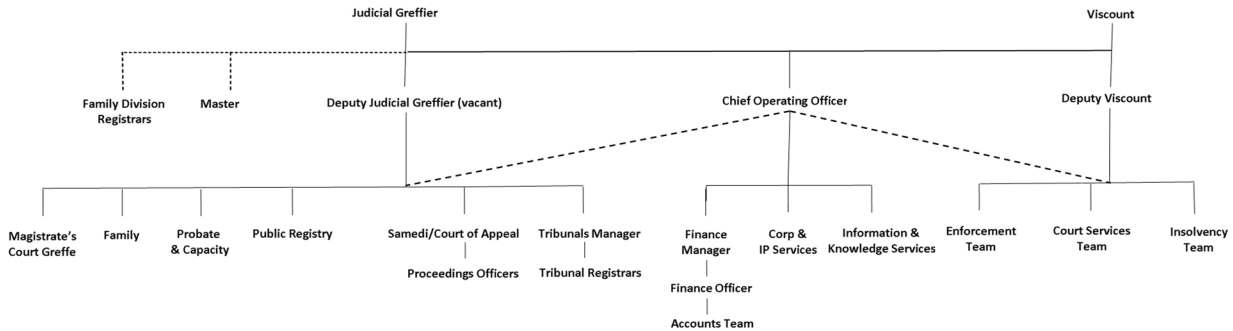 Judicial Greffier
Viscount
Family Division
Registrars
Master
Deputy Judicial Greffier (vacant)
Chief Operating Officer
Deputy Viscount
Magistrate's
Court Greffe
Family
Probate
& Capacity
Public Registry
Samedi/Court of Appeal
Proceedings Officers
Tribunals Manager
Tribunal Registrars
Finance
Manager
Finance Officer
Accounts Team
Corp &
IP Services
Information &
Knowledge Services
Enforcement
Team
Court Services
Team
Insolvency
Team